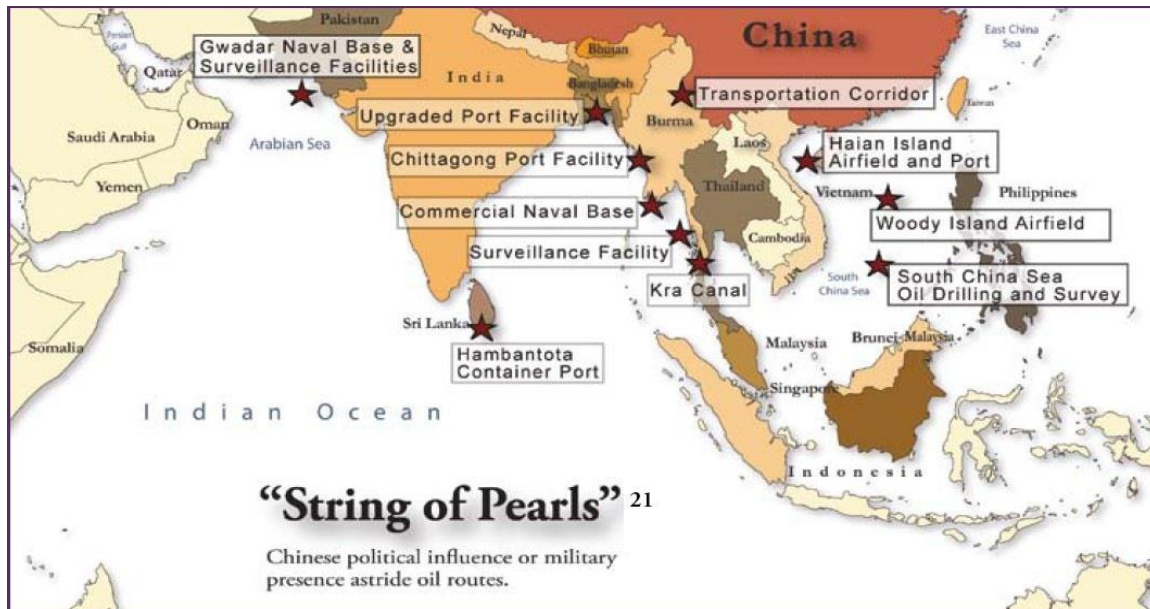 Pakistan
Nepal
Bhutan
China
East China
Sea
Persian
Gulf
Qatar
Gwadar Naval Base &
Surveillance Facilities
India
Bangladesh
Transportation Corridor
Taiwan
Upgraded Port Facility
Burma
Oman
Saudi Arabia
Arabian Sea
Laos
Haian Island
Airfield and Port
Chittagong Port Facility
Thailand
Yemen
Vietnam
Philippines
Commercial Naval Base
Woody Island Airfield
Cambodia
Surveillance Facility
South
China Sea
South China Sea
Oil Drilling and Survey
Kra Canal
Sri Lanka
Somalia
Malaysia
Brunei
Malaysia
Hambantota
Container Port
Singapore
Indian Ocean
Indonesia
“String of Pearls” 21
Chinese political influence or military
presence astride oil routes.